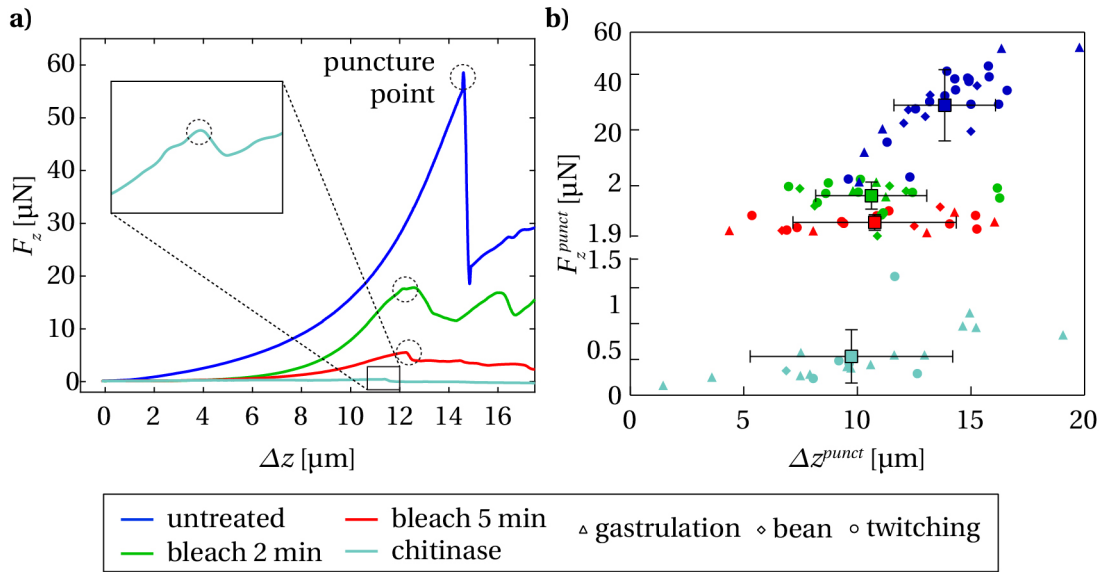 a)
60
50
40
30
20
10
0
F_z [µN]
puncture
point
0 2 4 6 8 10 12 14 16
Δz [µm]
b)
60
40
20
2
1.9
1.5
1
0.5
0
F_z^punct [µN]
0 5 10 15 20
Δz^punct [µm]
untreated
bleach 2 min
bleach 5 min
chitinase
gastrulation bean twitching